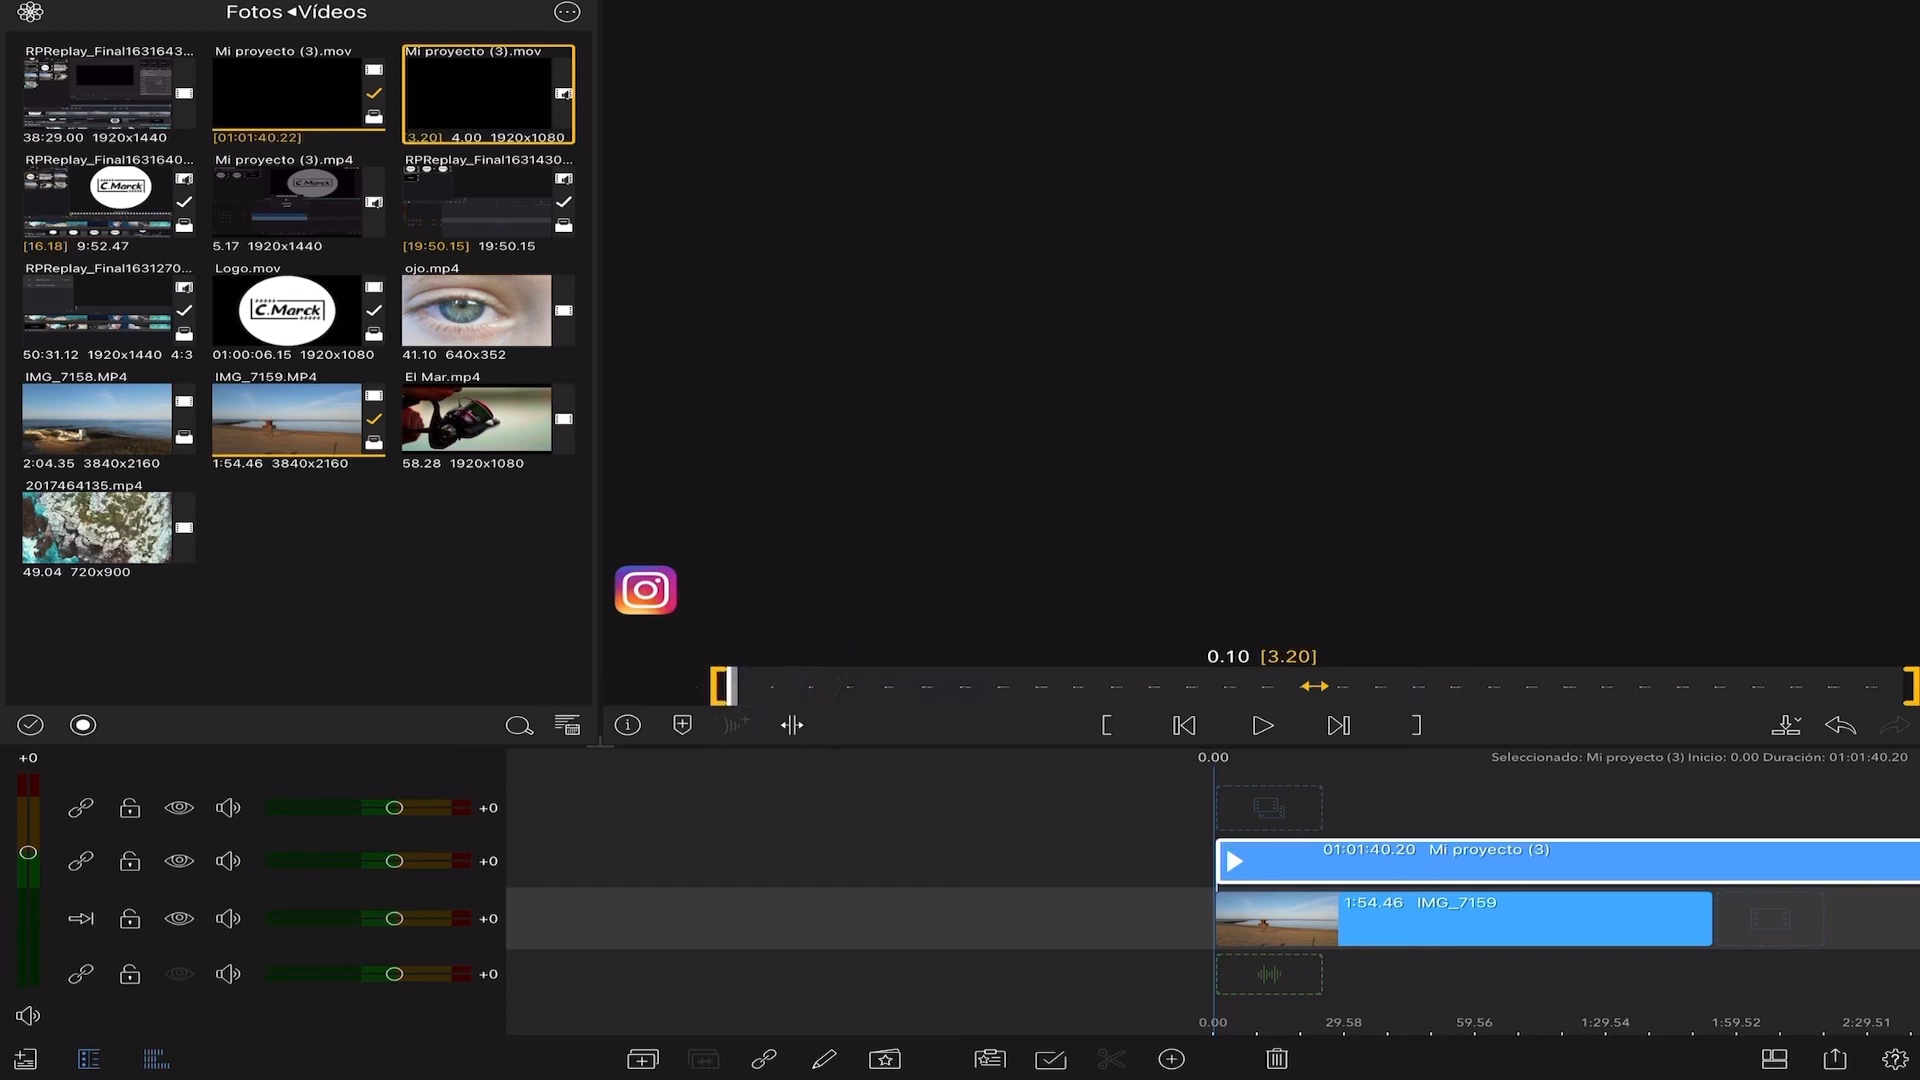 Fotos ◂Vídeos
RPReplay_Final1631643...
Mi proyecto (3).mov
Mi proyecto (3).mov
38:29.00 1920x1440
[01:01:40.22]
[3.20] 4.00 1920x1080
RPReplay_Final1631640...
Mi proyecto (3).mp4
RPReplay_Final1631430...
C.Marck
[16.18] 9:52.47
5.17 1920x1440
[19:50.15] 19:50.15
RPReplay_Final1631270...
Logo.mov
ojo.mp4
C.Marck
50:31.12 1920x1440 4:3
01:00:06.15 1920x1080
41.10 640x352
IMG_7158.MP4
IMG_7159.MP4
El Mar.mp4
2:04.35 3840x2160
1:54.46 3840x2160
58.28 1920x1080
2017464135.mp4
49.04 720x900
0.10 [3.20]
+0
0.00
Seleccionado: Mi proyecto (3) Inicio: 0.00 Duración: 01:01:40.20
+0
01:01:40.20 Mi proyecto (3)
+0
1:54.46 IMG_7159
+0
+0
0.00 29.58 59.56 1:29.54 1:59.52 2:29.51